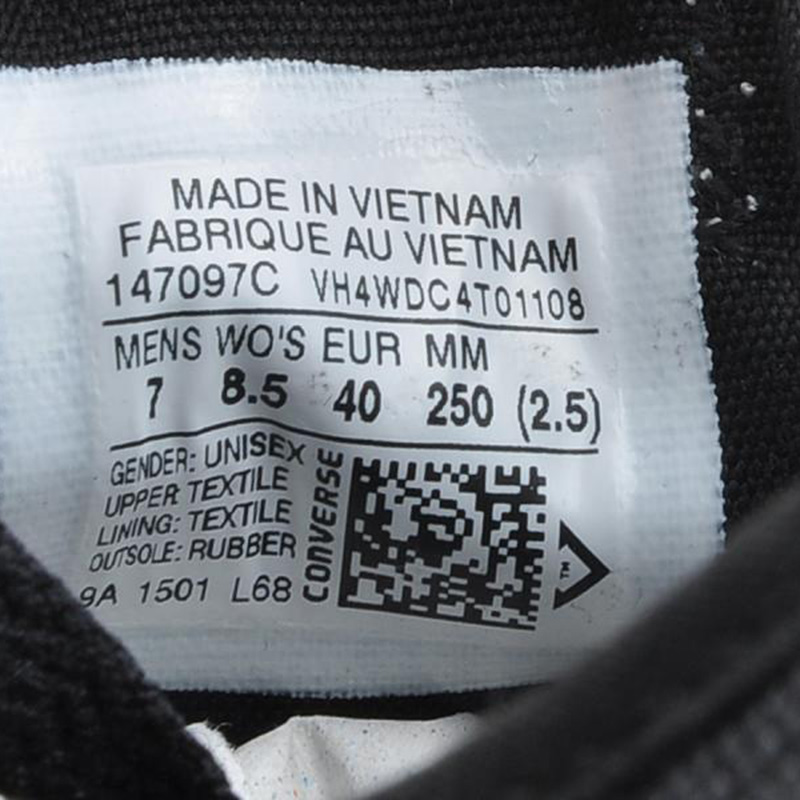 MADE IN VIETNAM
FABRIQUE AU VIETNAM
147097C VH4WDC4T01108
MENS WO'S EUR MM
7 8.5 40 250 (2.5)
GENDER: UNISEX
UPPER TEXTILE
LINING: TEXTILE
OUTSOLE: RUBBER
9A 1501 L68
CONVERSE
TM